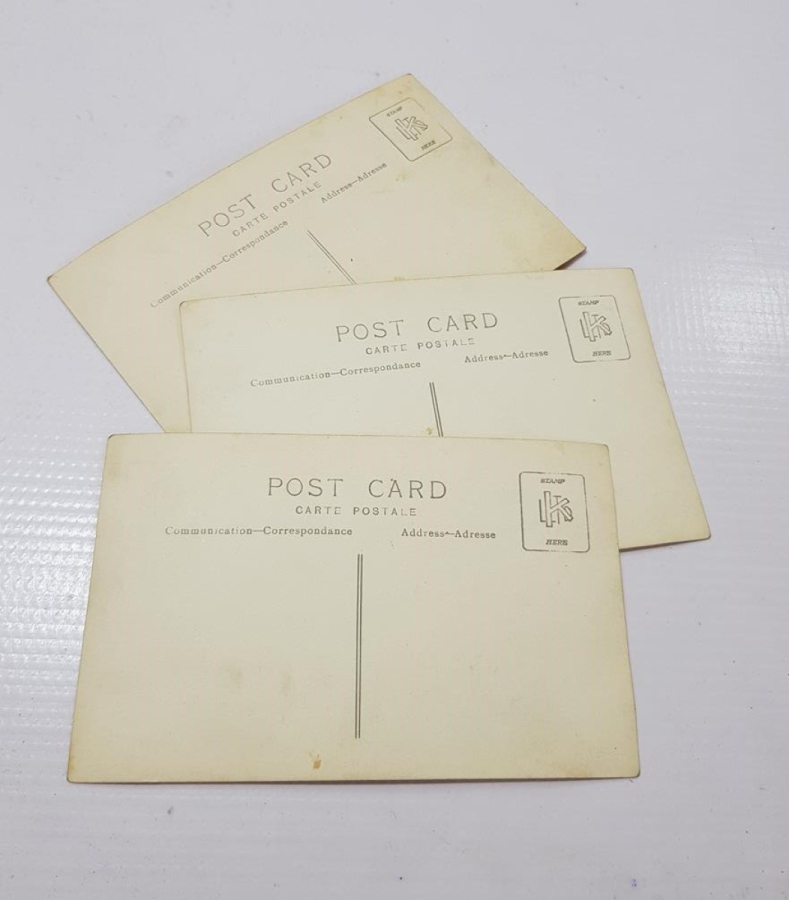 POST CARD
CARTE POSTALE
Communication—Correspondance
Address—Adresse
STAMP
HERE
POST CARD
CARTE POSTALE
Communication—Correspondance
Address—Adresse
STAMP
HERE
POST CARD
CARTE POSTALE
Communication—Correspondance
Address—Adresse
STAMP
HERE